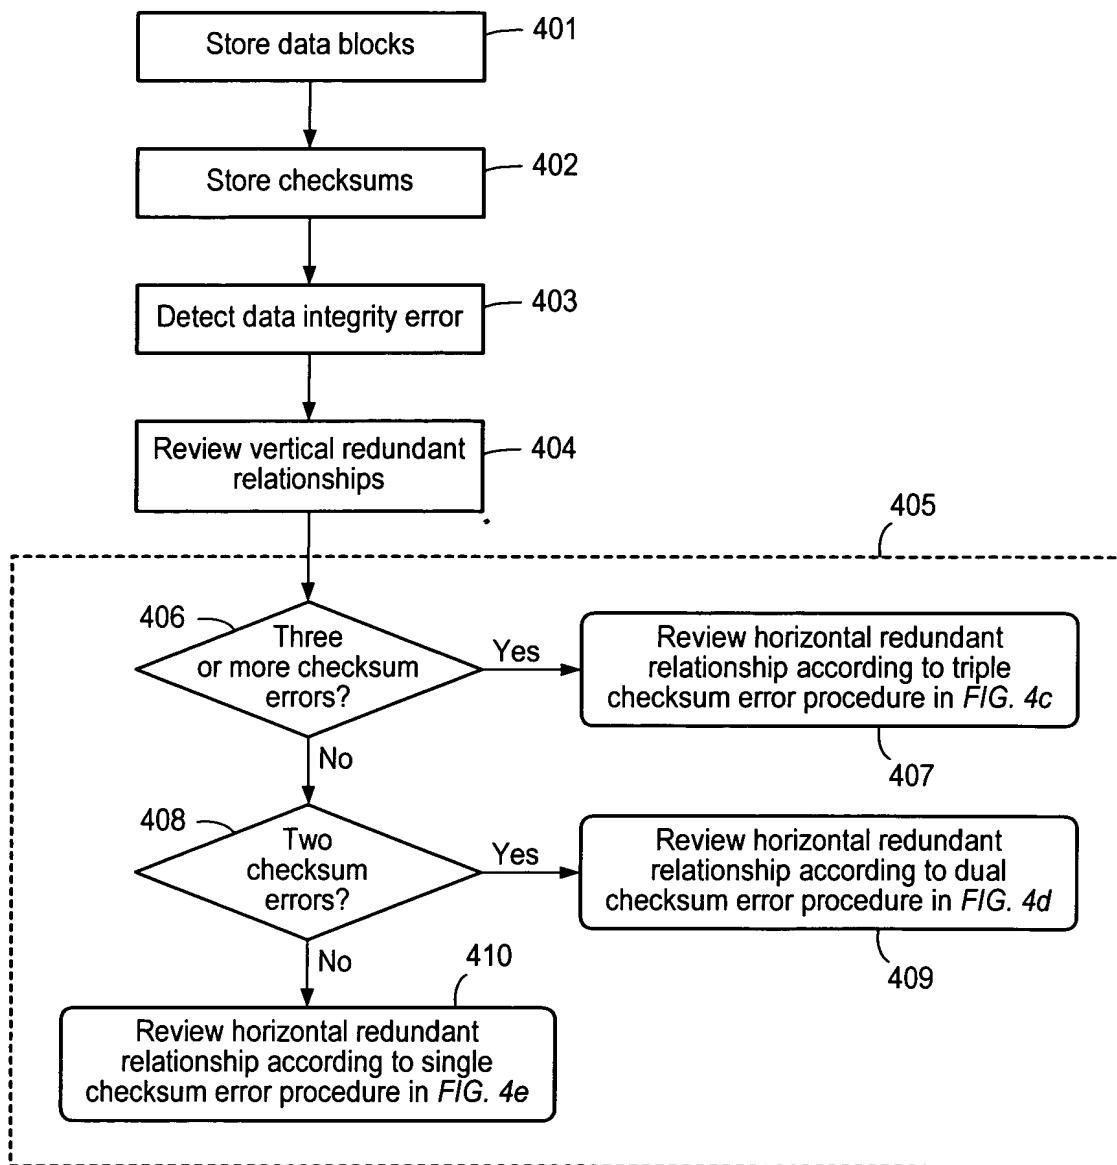 Store data blocks
401
Store checksums
402
Detect data integrity error
403
Review vertical redundant
relationships
404
405
406
Three
or more checksum
errors?
Yes
Review horizontal redundant
relationship according to triple
checksum error procedure in FIG. 4c
407
No
408
Two
checksum
errors?
Yes
Review horizontal redundant
relationship according to dual
checksum error procedure in FIG. 4d
409
No
410
Review horizontal redundant
relationship according to single
checksum error procedure in FIG. 4e